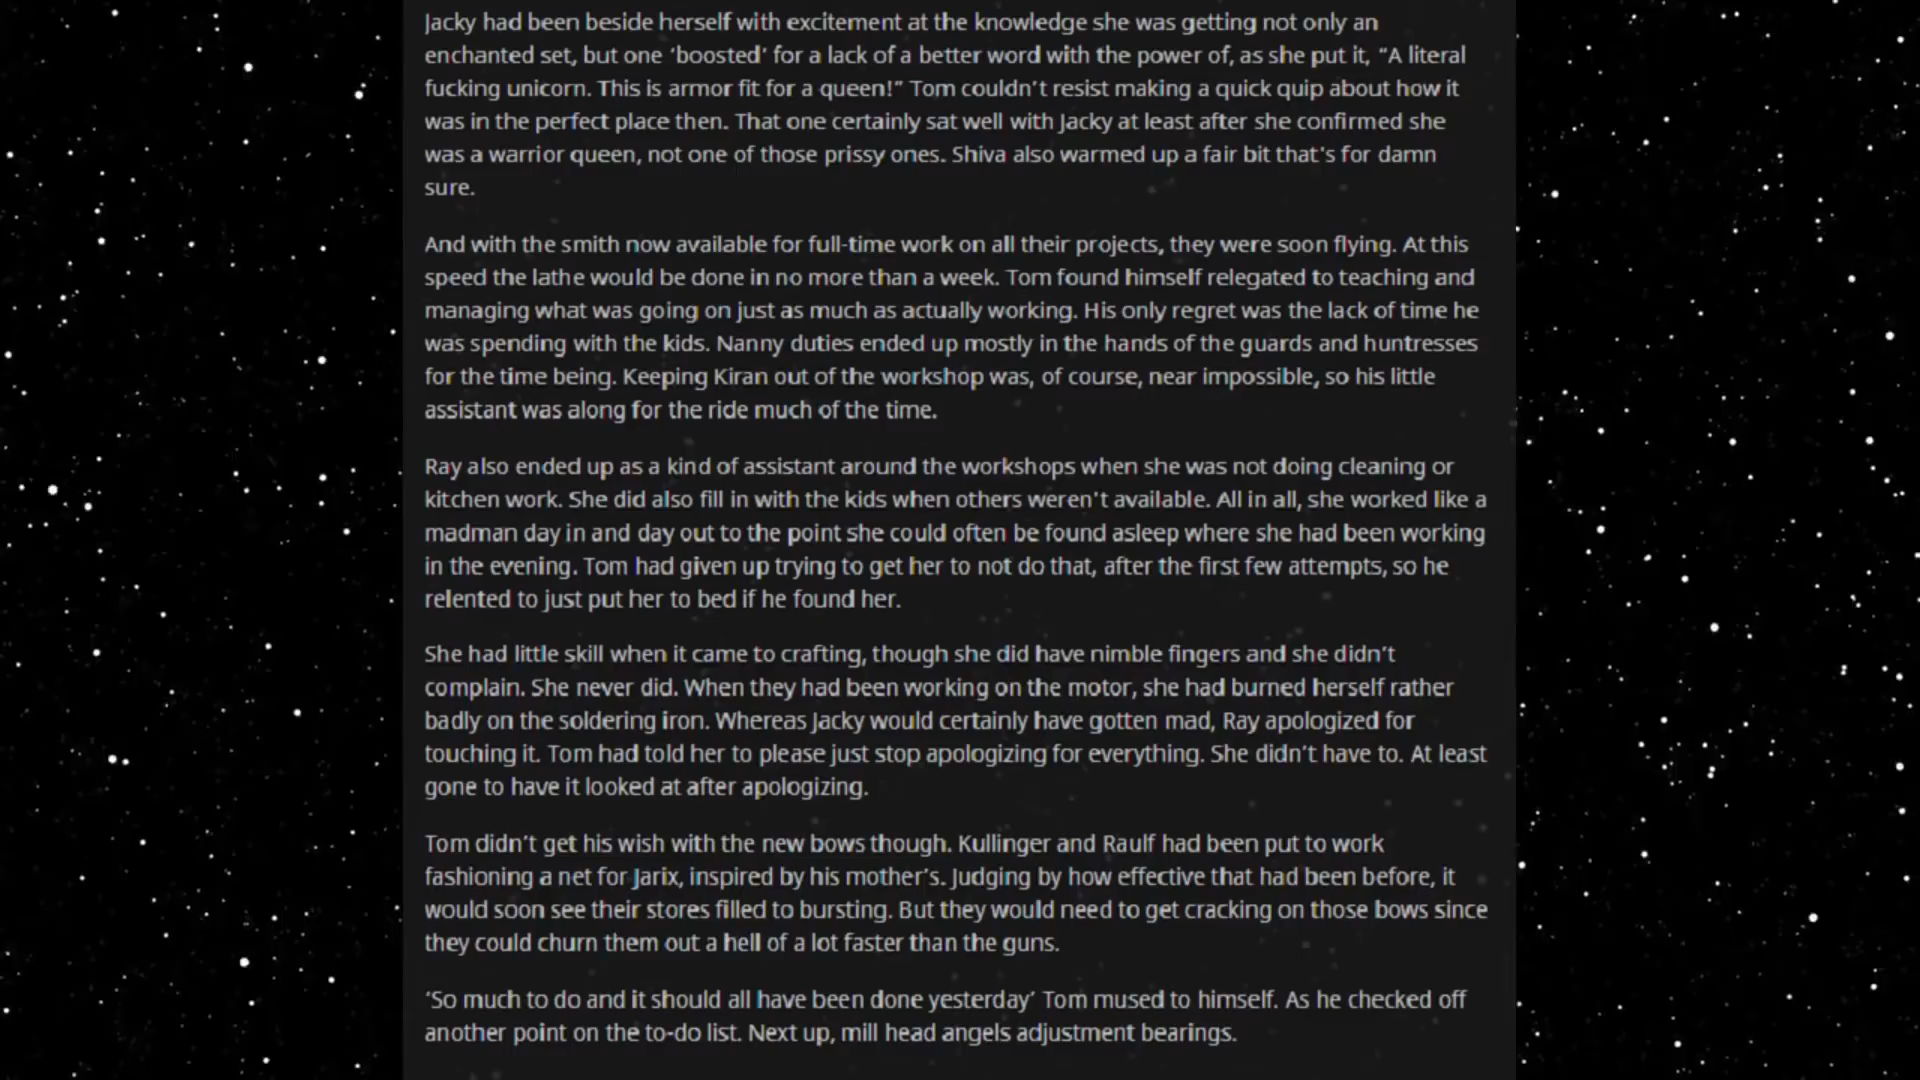 Jacky had been beside herself with excitement at the knowledge she was getting not only an
enchanted set, but one ‘boosted’ for a lack of a better word with the power of, as she put it, “A literal
fucking unicorn. This is armor fit for a queen!” Tom couldn’t resist making a quick quip about how it
was in the perfect place then. That one certainly sat well with Jacky at least after she confirmed she
was a warrior queen, not one of those prissy ones. Shiva also warmed up a fair bit that's for damn
sure.
And with the smith now available for full-time work on all their projects, they were soon flying. At this
speed the lathe would be done in no more than a week. Tom found himself relegated to teaching and
managing what was going on just as much as actually working. His only regret was the lack of time he
was spending with the kids. Nanny duties ended up mostly in the hands of the guards and huntresses
for the time being. Keeping Kiran out of the workshop was, of course, near impossible, so his little
assistant was along for the ride much of the time.
Ray also ended up as a kind of assistant around the workshops when she was not doing cleaning or
kitchen work. She did also fill in with the kids when others weren’t available. All in all, she worked like a
madman day in and day out to the point she could often be found asleep where she had been working
in the evening. Tom had given up trying to get her to not do that, after the first few attempts, so he
relented to just put her to bed if he found her.
She had little skill when it came to crafting, though she did have nimble fingers and she didn’t
complain. She never did. When they had been working on the motor, she had burned herself rather
badly on the soldering iron. Whereas Jacky would certainly have gotten mad, Ray apologized for
touching it. Tom had told her to please just stop apologizing for everything. She didn’t have to. At least
gone to have it looked at after apologizing.
Tom didn’t get his wish with the new bows though. Kullinger and Raulf had been put to work
fashioning a net for Jarix, inspired by his mother’s. Judging by how effective that had been before, it
would soon see their stores filled to bursting. But they would need to get cracking on those bows since
they could churn them out a hell of a lot faster than the guns.
‘So much to do and it should all have been done yesterday’ Tom mused to himself. As he checked off
another point on the to-do list. Next up, mill head angels adjustment bearings.